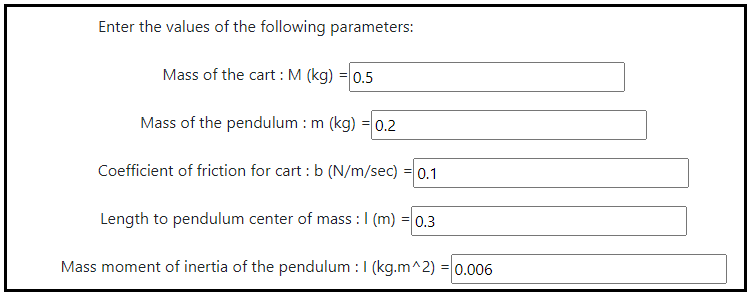 Enter the values of the following parameters:
Mass of the cart : M (kg) = 0.5
Mass of the pendulum : m (kg) = 0.2
Coefficient of friction for cart : b (N/m/sec) = 0.1
Length to pendulum center of mass : l (m) = 0.3
Mass moment of inertia of the pendulum : I (kg.m^2) = 0.006